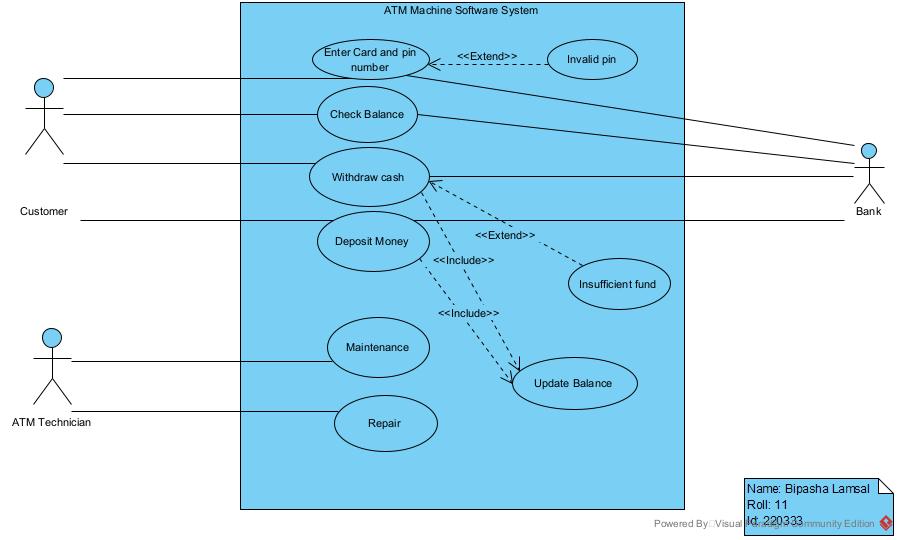 ATM Machine Software System
Enter Card and pin
number
<<Extend>>
Invalid pin
Check Balance
Withdraw cash
Customer
Bank
Deposit Money
<<Extend>>
<<Include>>
Insufficient fund
<<Include>>
Maintenance
Update Balance
ATM Technician
Repair
Name: Bipasha Lamsal
Roll: 11
Id: 220333
Powered By Visual Paradigm Community Edition